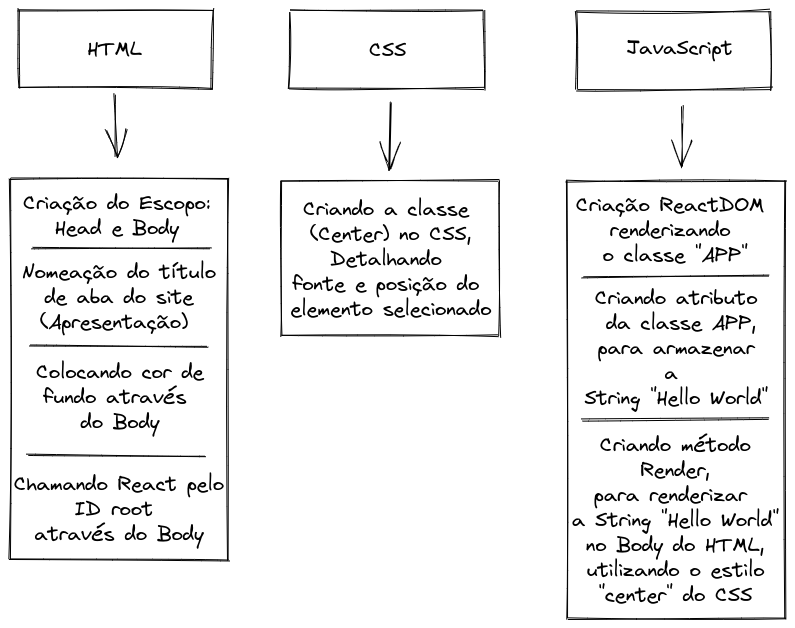 HTML
Criação do Escopo:
Head e Body
Nomeação do título
de aba do site
(Apresentação)
Colocando cor de
fundo através
do Body
Chamando React pelo
ID root
através do Body
CSS
Criando a classe
(Center) no CSS,
Detalhando
fonte e posição do
elemento selecionado
JavaScript
Criação ReactDOM
renderizando
o classe "APP"
Criando atributo
da classe APP,
para armazenar
a
String "Hello World"
Criando método
Render,
para renderizar
a String "Hello World"
no Body do HTML,
utilizando o estilo
"center" do CSS